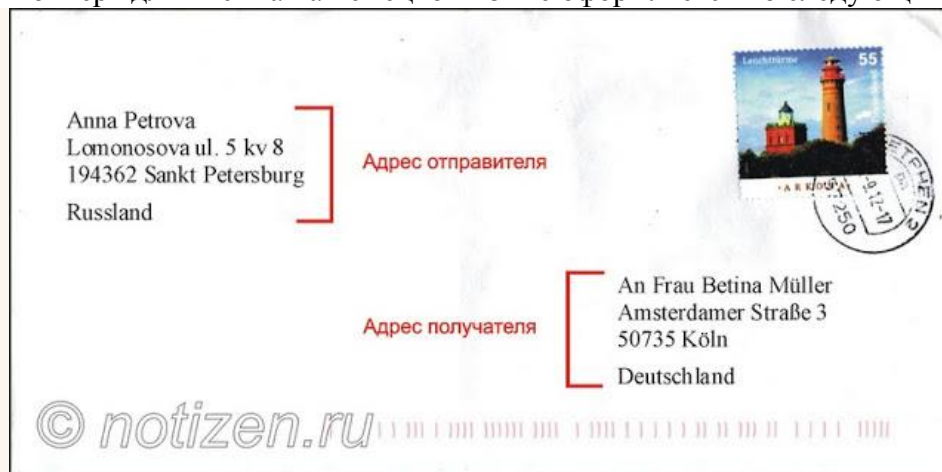 Anna Petrova
Lomonosova ul. 5 kv 8
194362 Sankt Petersburg
Russland
Адрес отправителя
Leuchttürme 55
An Frau Betina Müller
Amsterdamer Straße 3
50735 Köln
Deutschland
Адрес получателя
© notizen.ru